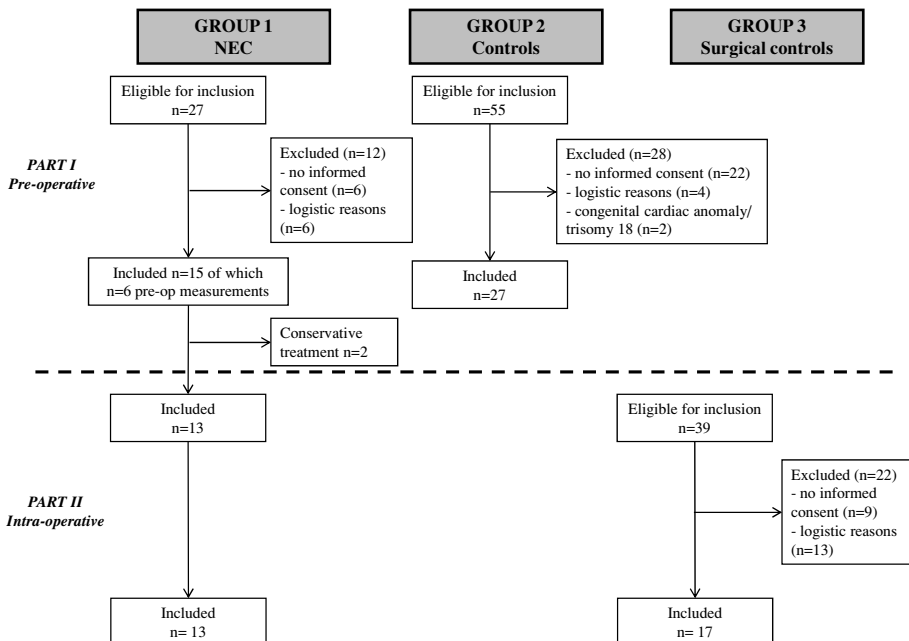 GROUP 1
NEC
GROUP 2
Controls
GROUP 3
Surgical controls
Eligible for inclusion
n=27
Eligible for inclusion
n=55
PART I
Pre-operative
Excluded (n=12)
- no informed
consent (n=6)
- logistic reasons
(n=6)
Excluded (n=28)
- no informed consent (n=22)
- logistic reasons (n=4)
- congenital cardiac anomaly/
trisomy 18 (n=2)
Included n=15 of which
n=6 pre-op measurements
Included
n=27
Conservative
treatment n=2
Included
n=13
Eligible for inclusion
n=39
PART II
Intra-operative
Excluded (n=22)
- no informed
consent (n=9)
- logistic reasons
(n=13)
Included
n= 13
Included
n= 17